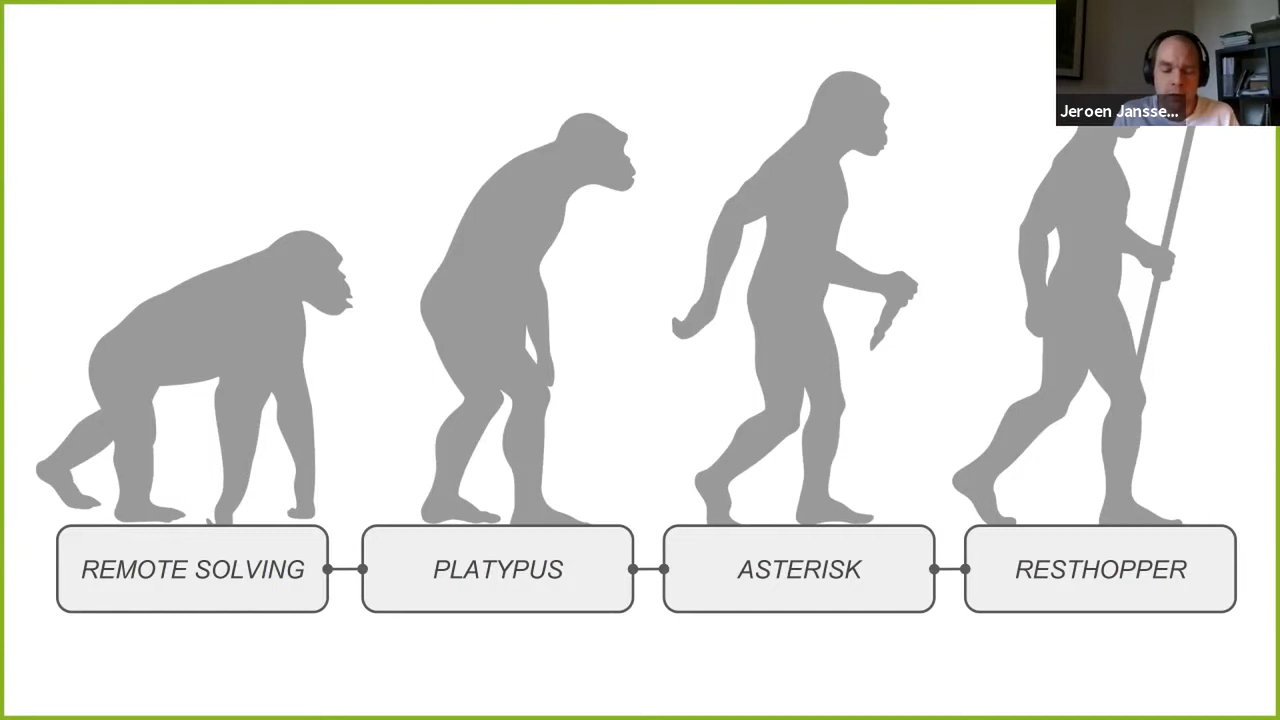 Jeroen Jansse...
REMOTE SOLVING
PLATYPUS
ASTERISK
RESTHOPPER